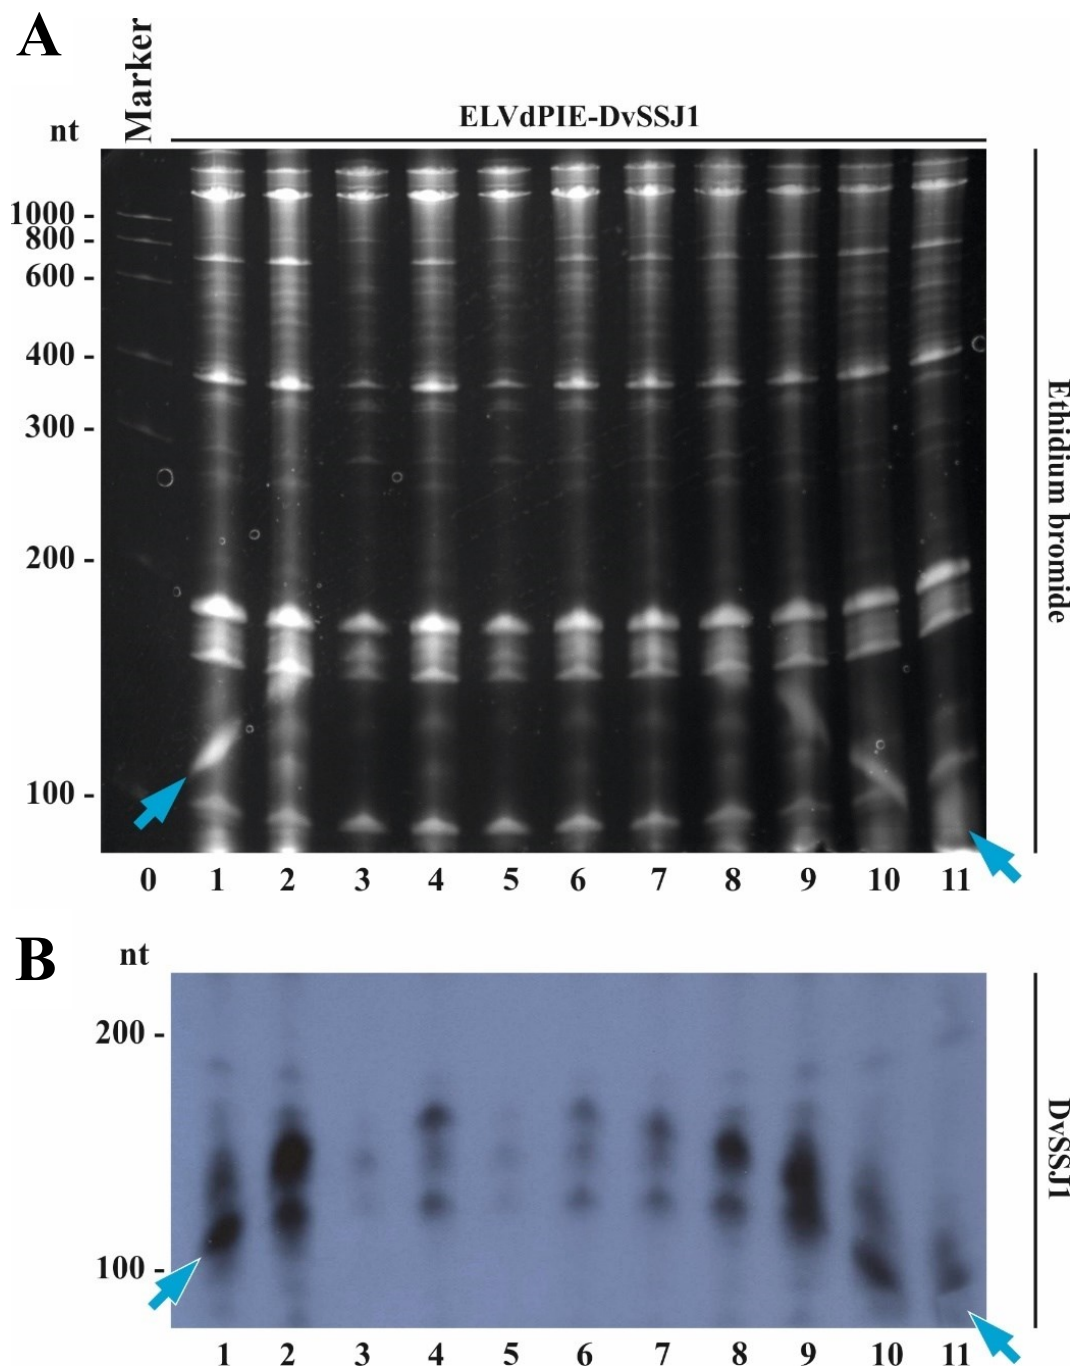 A
Marker
nt
ELVdPIE-DvSSJ1
1000 -
800 -
600 -
400 -
300 -
200 -
100 -
Ethidium bromide
0 1 2 3 4 5 6 7 8 9 10 11
B
nt
200 -
100 -
DvSSJ1
1 2 3 4 5 6 7 8 9 10 11